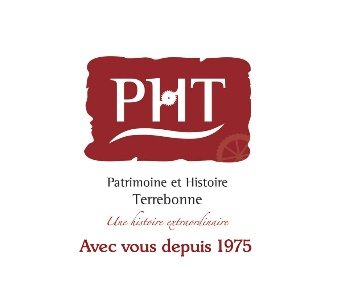 PHT
Patrimoine et Histoire
Terrebonne
Une histoire extraordinaire
Avec vous depuis 1975